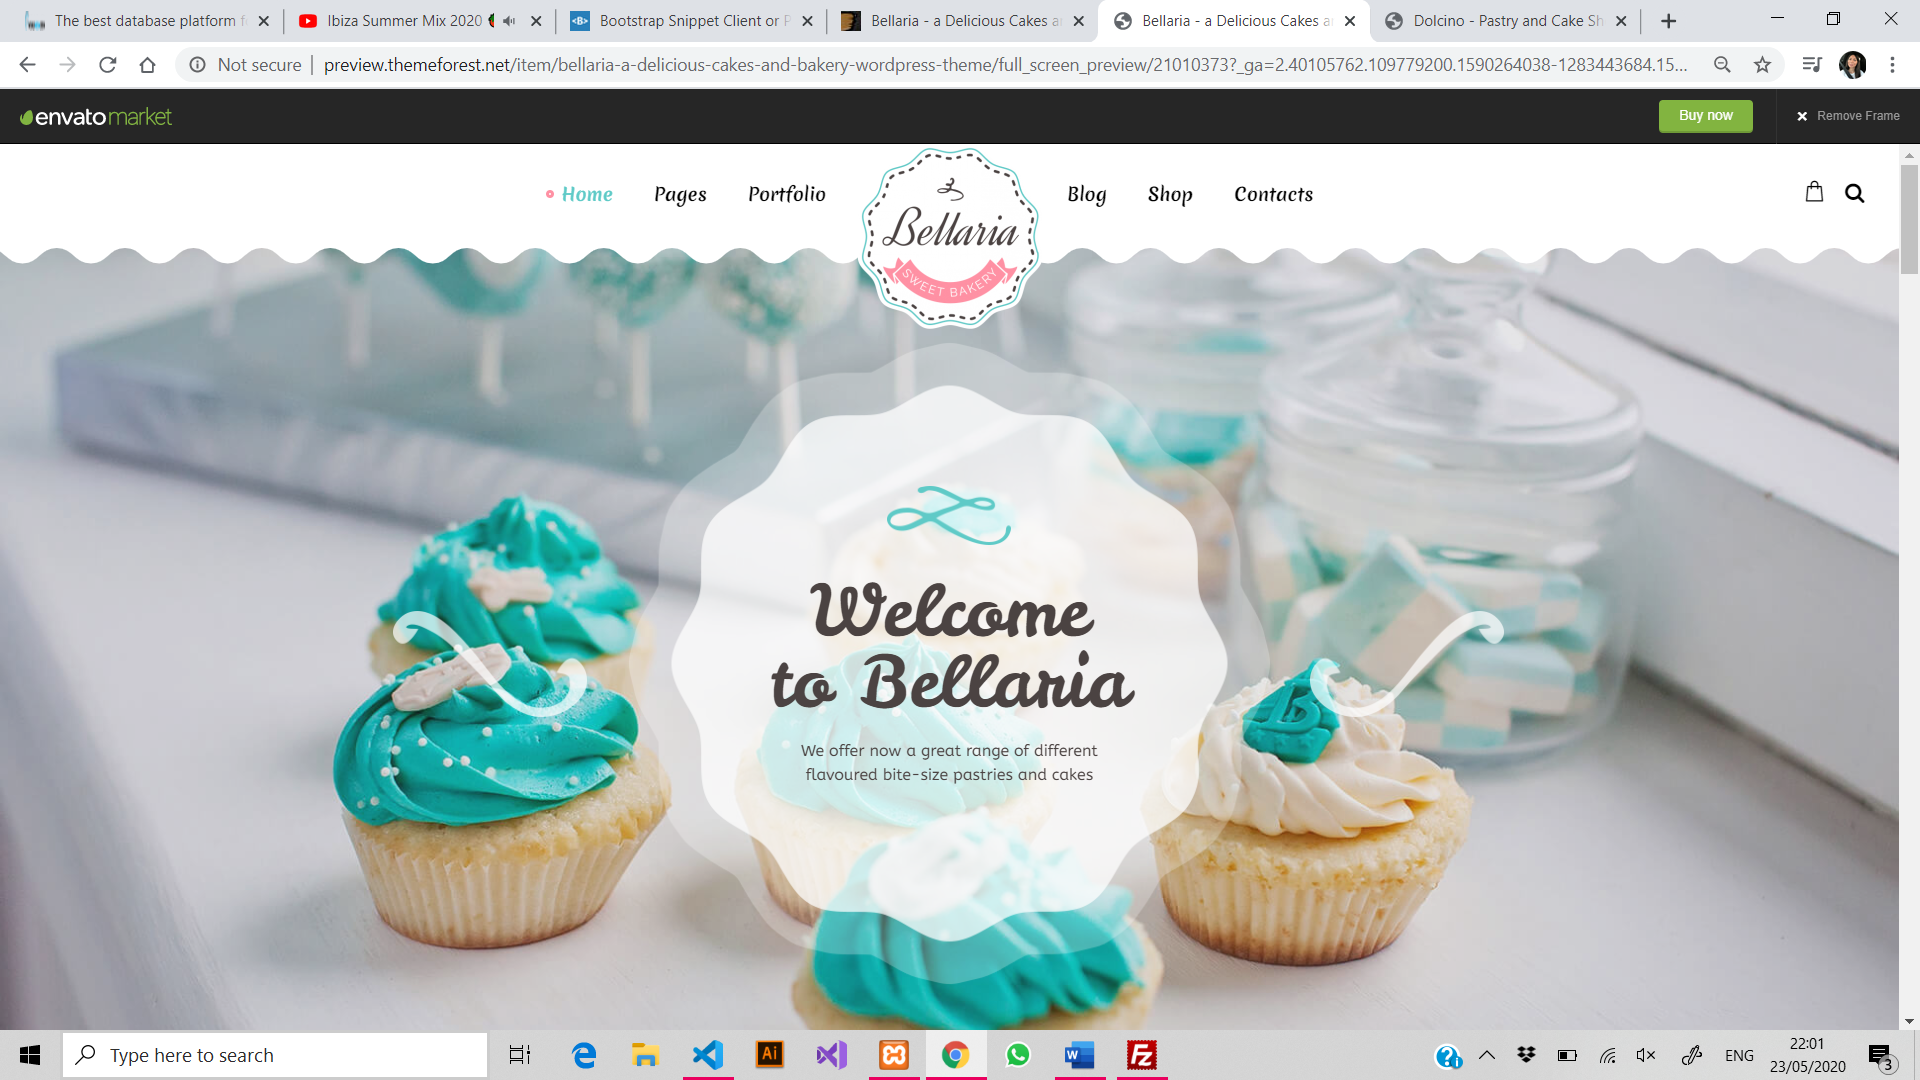 The best database platform f
Ibiza Summer Mix 2020
Bootstrap Snippet Client or P
Bellaria - a Delicious Cakes a
Bellaria - a Delicious Cakes a
Dolcino - Pastry and Cake Sh
Not secure
preview.themeforest.net/item/bellaria-a-delicious-cakes-and-bakery-wordpress-theme/full_screen_preview/21010373?_ga=2.40105762.109779200.1590264038-1283443684.15...
envatomarket
Buy now
Remove Frame
Home
Pages
Portfolio
Bellaria
SWEET BAKERY
Blog
Shop
Contacts
Welcome
to Bellaria
We offer now a great range of different
flavoured bite-size pastries and cakes
Type here to search
ENG
22:01
23/05/2020
3